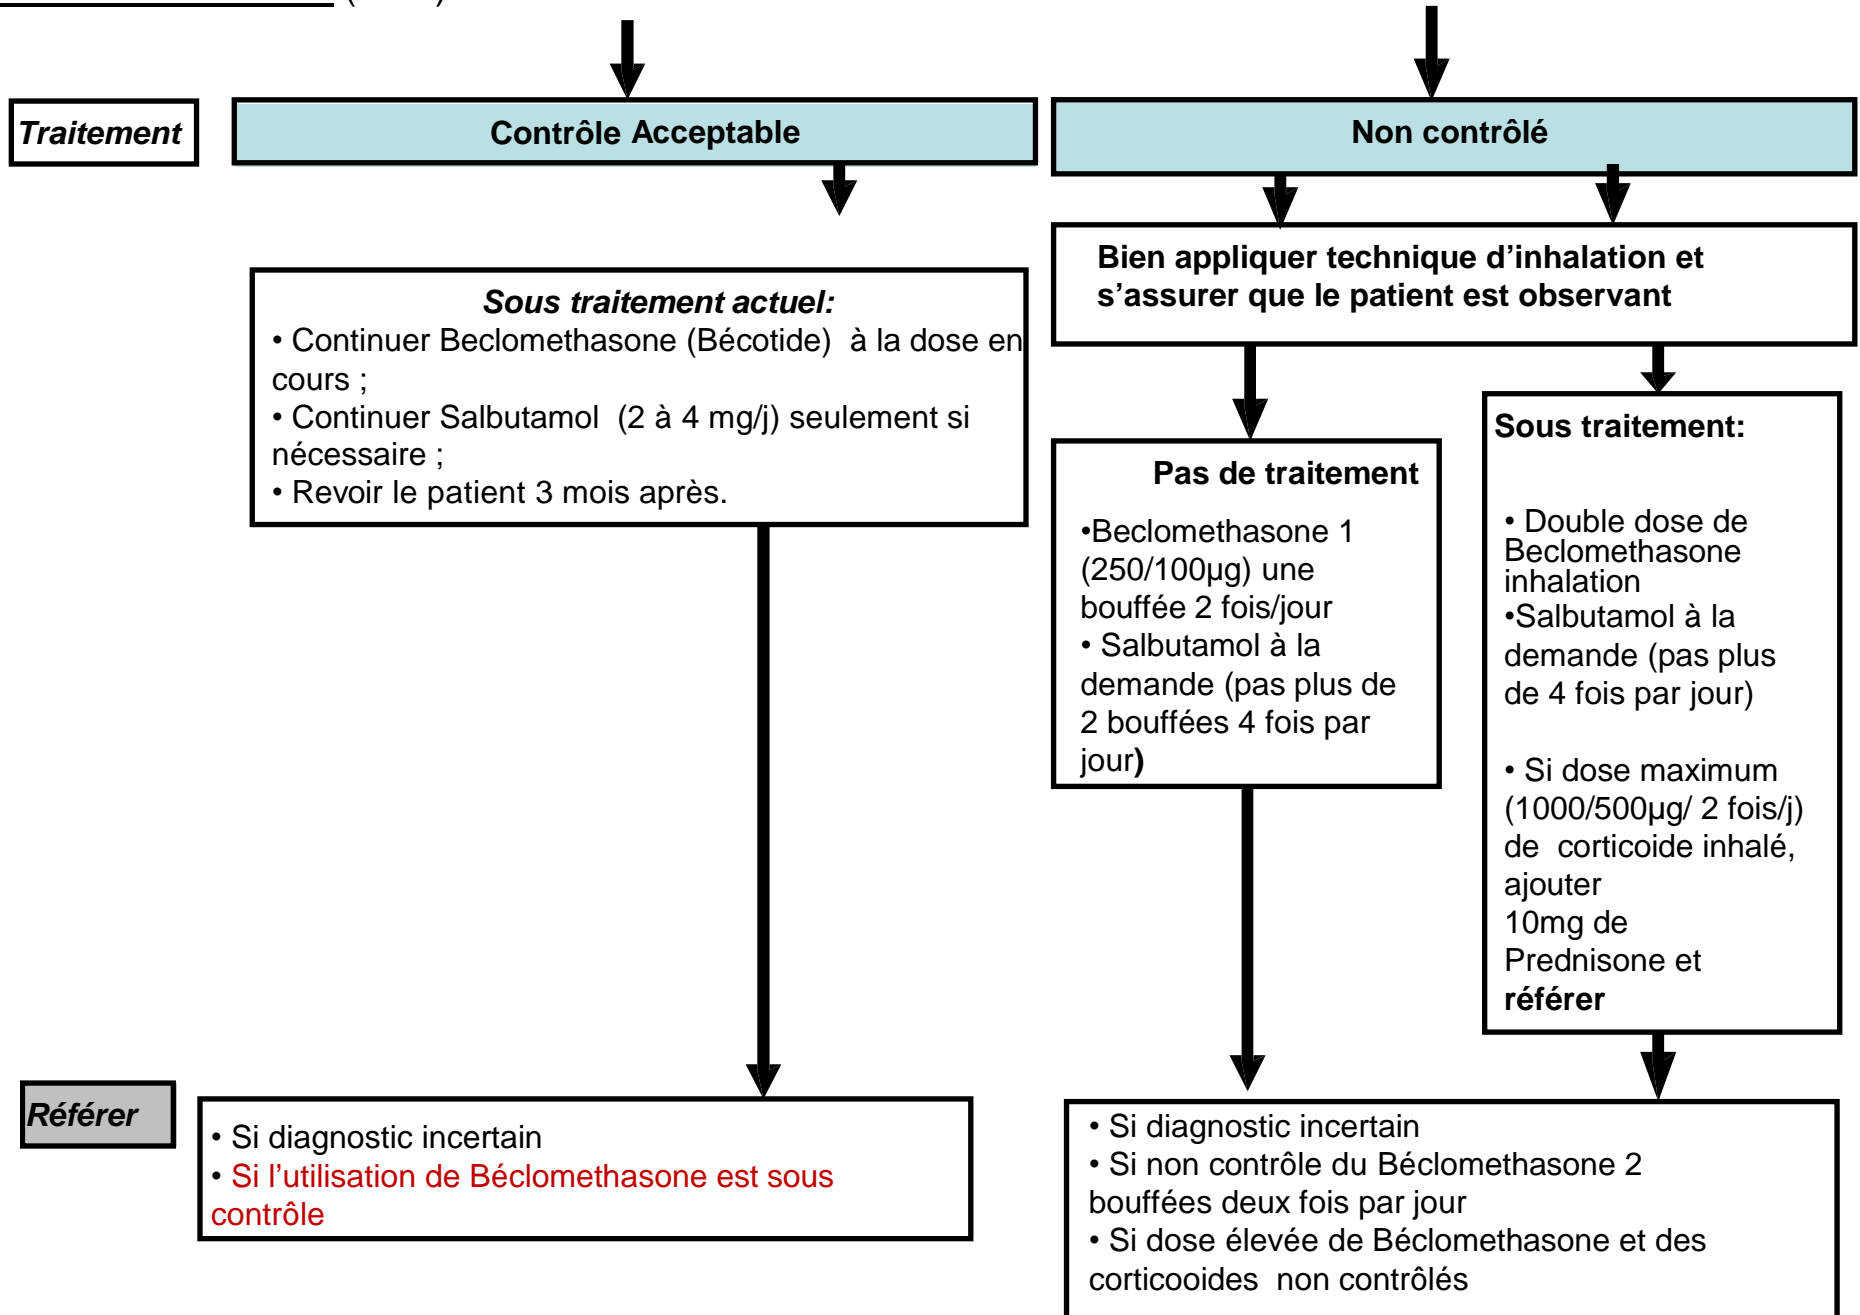 Traitement
Contrôle Acceptable
Non contrôlé
Sous traitement actuel:
• Continuer Beclomethasone (Bécotide) à la dose en
cours ;
• Continuer Salbutamol (2 à 4 mg/j) seulement si
nécessaire ;
• Revoir le patient 3 mois après.
Bien appliquer technique d’inhalation et
s’assurer que le patient est observant
Pas de traitement
•Beclomethasone 1
(250/100µg) une
bouffée 2 fois/jour
• Salbutamol à la
demande (pas plus de
2 bouffées 4 fois par
jour)
Sous traitement:
• Double dose de
Beclomethasone
inhalation
•Salbutamol à la
demande (pas plus
de 4 fois par jour)
• Si dose maximum
(1000/500µg/ 2 fois/j)
de corticoide inhalé,
ajouter
10mg de
Prednisone et
référer
Référer
• Si diagnostic incertain
• Si l’utilisation de Béclomethasone est sous
contrôle
• Si diagnostic incertain
• Si non contrôle du Béclomethasone 2
bouffées deux fois par jour
• Si dose élevée de Béclomethasone et des
corticooides non contrôlés